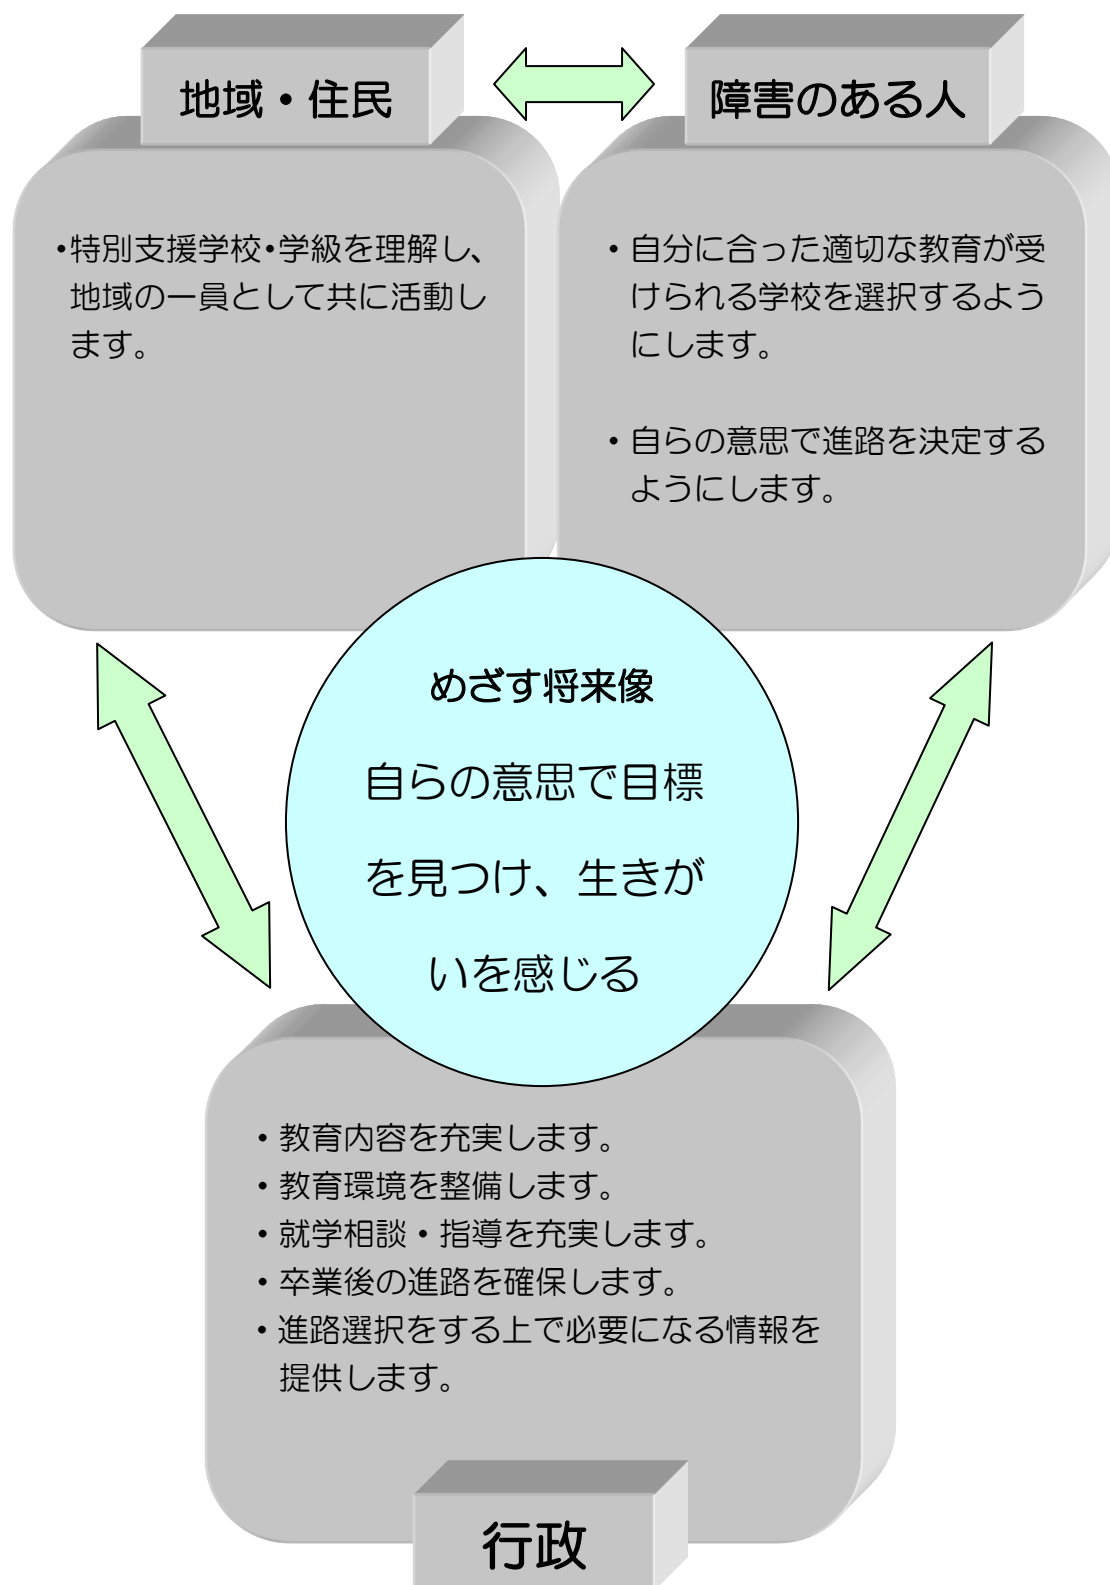 地域・住民
障害のある人
・特別支援学校・学級を理解し、
地域の一員として共に活動し
ます。
・自分に合った適切な教育が受
けられる学校を選択するよう
にします。
・自らの意思で進路を決定する
ようにします。
めざす将来像
自らの意思で目標
を見つけ、生きが
いを感じる
・教育内容を充実します。
・教育環境を整備します。
・就学相談・指導を充実します。
・卒業後の進路を確保します。
・進路選択をする上で必要になる情報を
提供します。
行政